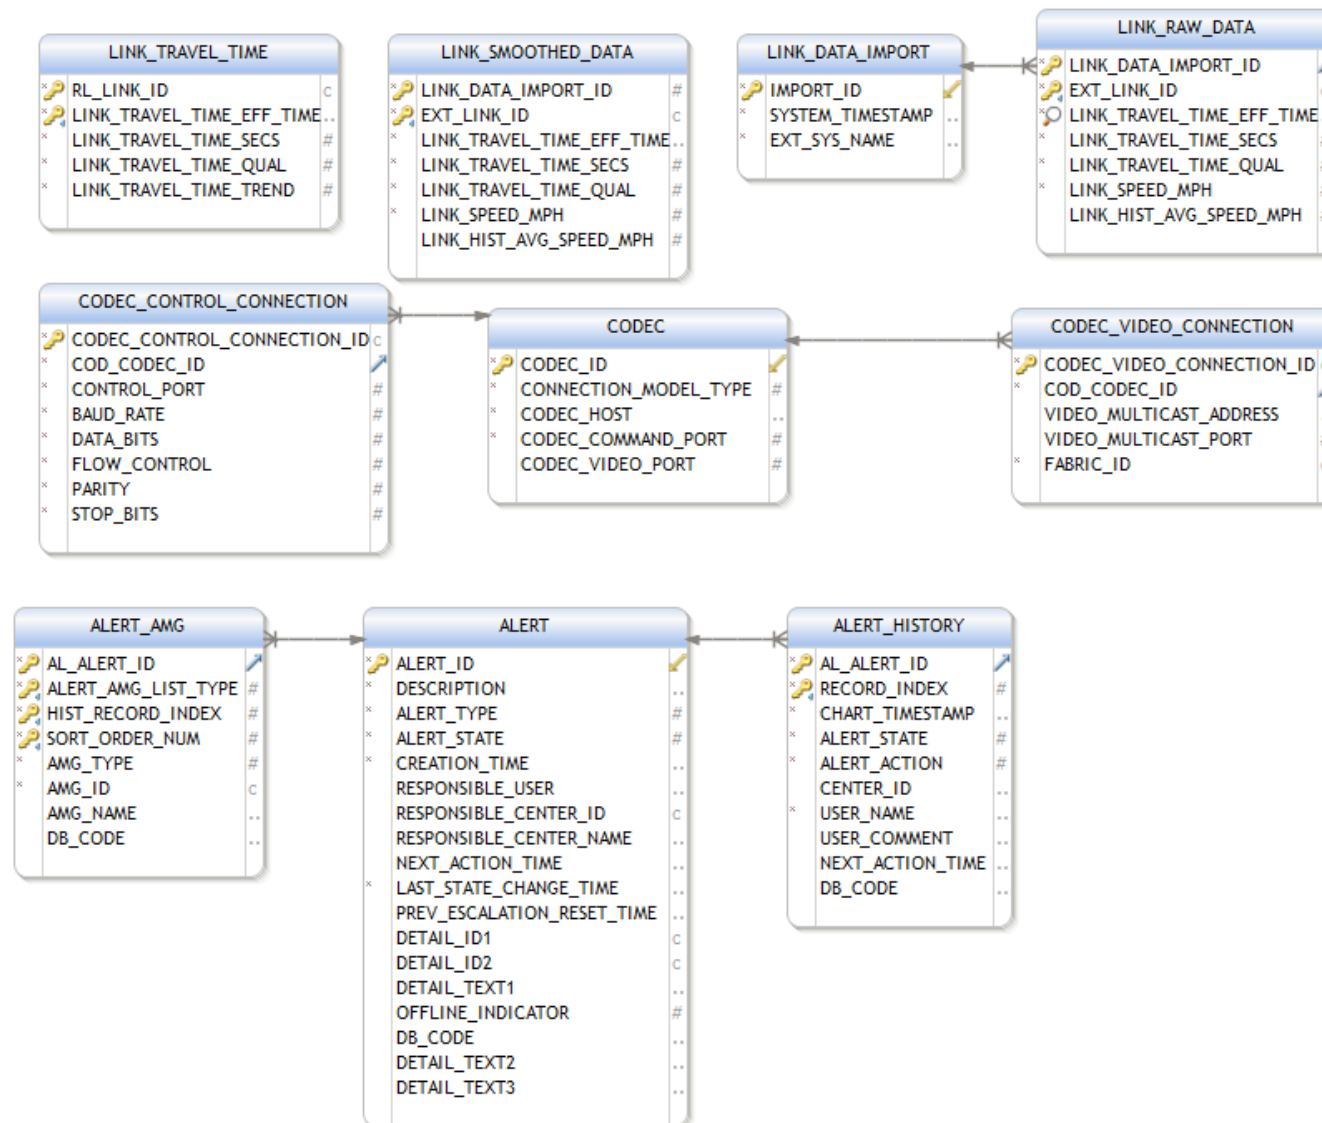 LINK_TRAVEL_TIME
RL_LINK_ID c
LINK_TRAVEL_TIME_EFF_TIME ..
LINK_TRAVEL_TIME_SECS #
LINK_TRAVEL_TIME_QUAL #
LINK_TRAVEL_TIME_TREND #
LINK_SMOOTHED_DATA
LINK_DATA_IMPORT_ID #
EXT_LINK_ID c
LINK_TRAVEL_TIME_EFF_TIME ..
LINK_TRAVEL_TIME_SECS #
LINK_TRAVEL_TIME_QUAL #
LINK_SPEED_MPH #
LINK_HIST_AVG_SPEED_MPH #
LINK_DATA_IMPORT
IMPORT_ID
SYSTEM_TIMESTAMP ..
EXT_SYS_NAME ..
LINK_RAW_DATA
LINK_DATA_IMPORT_ID
EXT_LINK_ID
LINK_TRAVEL_TIME_EFF_TIME
LINK_TRAVEL_TIME_SECS
LINK_TRAVEL_TIME_QUAL
LINK_SPEED_MPH
LINK_HIST_AVG_SPEED_MPH
CODEC_CONTROL_CONNECTION
CODEC_CONTROL_CONNECTION_ID c
COD_CODEC_ID
CONTROL_PORT #
BAUD_RATE #
DATA_BITS #
FLOW_CONTROL #
PARITY #
STOP_BITS #
CODEC
CODEC_ID
CONNECTION_MODEL_TYPE #
CODEC_HOST ..
CODEC_COMMAND_PORT #
CODEC_VIDEO_PORT #
CODEC_VIDEO_CONNECTION
CODEC_VIDEO_CONNECTION_ID
COD_CODEC_ID
VIDEO_MULTICAST_ADDRESS
VIDEO_MULTICAST_PORT
FABRIC_ID
ALERT_AMG
AL_ALERT_ID
ALERT_AMG_LIST_TYPE #
HIST_RECORD_INDEX #
SORT_ORDER_NUM #
AMG_TYPE #
AMG_ID c
AMG_NAME ..
DB_CODE ..
ALERT
ALERT_ID
DESCRIPTION ..
ALERT_TYPE #
ALERT_STATE #
CREATION_TIME ..
RESPONSIBLE_USER ..
RESPONSIBLE_CENTER_ID c
RESPONSIBLE_CENTER_NAME ..
NEXT_ACTION_TIME ..
LAST_STATE_CHANGE_TIME ..
PREV_ESCALATION_RESET_TIME ..
DETAIL_ID1 c
DETAIL_ID2 c
DETAIL_TEXT1 ..
OFFLINE_INDICATOR #
DB_CODE ..
DETAIL_TEXT2 ..
DETAIL_TEXT3 ..
ALERT_HISTORY
AL_ALERT_ID
RECORD_INDEX #
CHART_TIMESTAMP ..
ALERT_STATE #
ALERT_ACTION #
CENTER_ID ..
USER_NAME ..
USER_COMMENT ..
NEXT_ACTION_TIME ..
DB_CODE ..